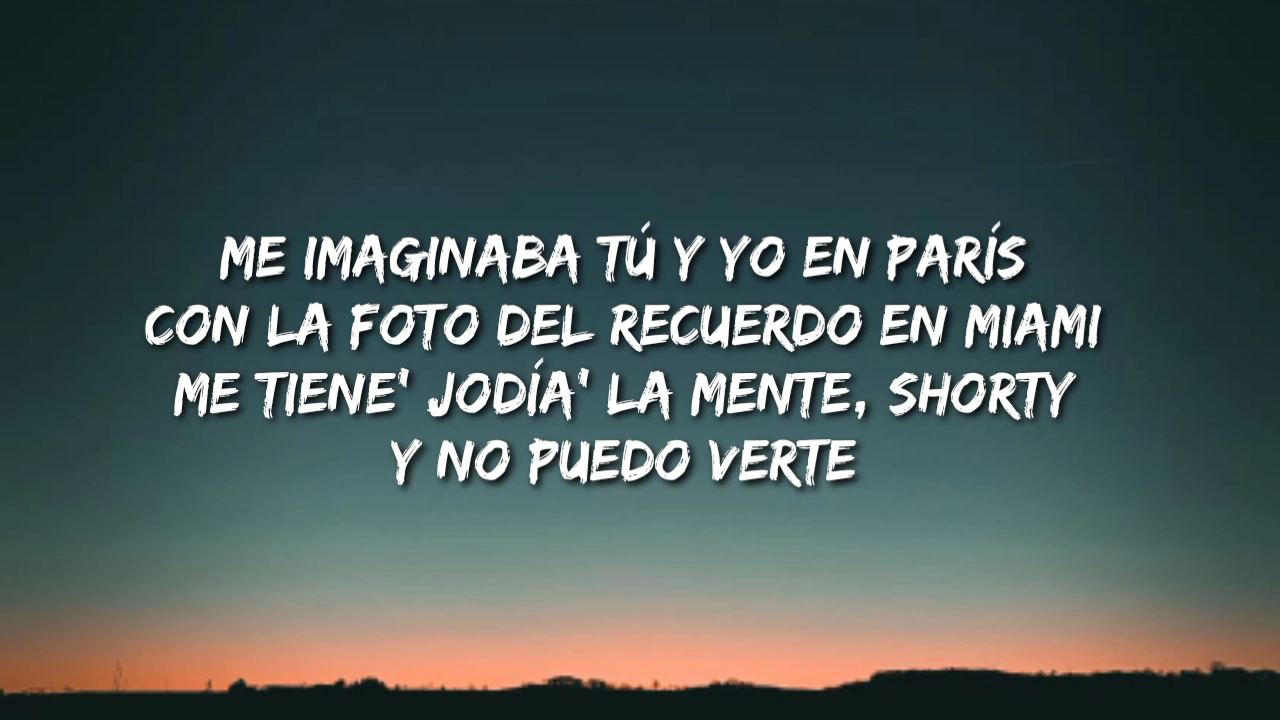 ME IMAGINABA TÚ Y YO EN PARÍS
CON LA FOTO DEL RECUERDO EN MIAMI
ME TIENE' JODÍA' LA MENTE, SHORTY
Y NO PUEDO VERTE